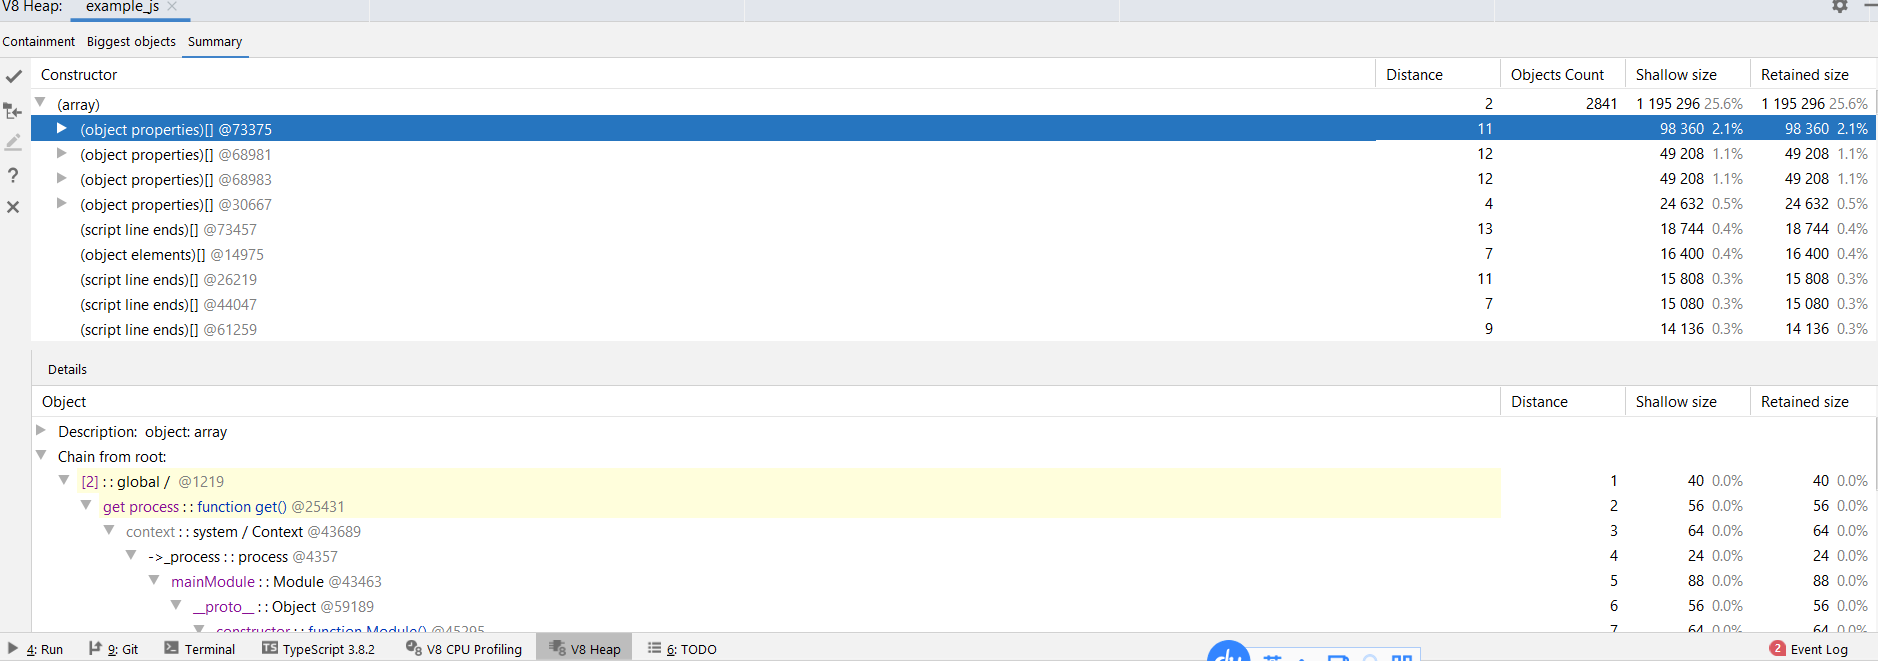 V8 Heap: example_js
Containment Biggest objects Summary
Constructor Distance Objects Count Shallow size Retained size
(array) 2 2841 1 195 296 25.6% 1 195 296 25.6%
(object properties)[] @73375 11 98 360 2.1% 98 360 2.1%
(object properties)[] @68981 12 49 208 1.1% 49 208 1.1%
(object properties)[] @68983 12 49 208 1.1% 49 208 1.1%
(object properties)[] @30667 4 24 632 0.5% 24 632 0.5%
(script line ends)[] @73457 13 18 744 0.4% 18 744 0.4%
(object elements)[] @14975 7 16 400 0.4% 16 400 0.4%
(script line ends)[] @26219 11 15 808 0.3% 15 808 0.3%
(script line ends)[] @44047 7 15 080 0.3% 15 080 0.3%
(script line ends)[] @61259 9 14 136 0.3% 14 136 0.3%
Details
Object Distance Shallow size Retained size
Description: object: array
Chain from root:
[2] :: global / @1219 1 40 0.0% 40 0.0%
get process :: function get() @25431 2 56 0.0% 56 0.0%
context :: system / Context @43689 3 64 0.0% 64 0.0%
->_process :: process @4357 4 24 0.0% 24 0.0%
mainModule :: Module @43463 5 88 0.0% 88 0.0%
__proto__ :: Object @59189 6 56 0.0% 56 0.0%
constructor :: function Module() @45295 7 64 0.0% 64 0.0%
4: Run 9: Git Terminal TypeScript 3.8.2 V8 CPU Profiling V8 Heap 6: TODO 2 Event Log